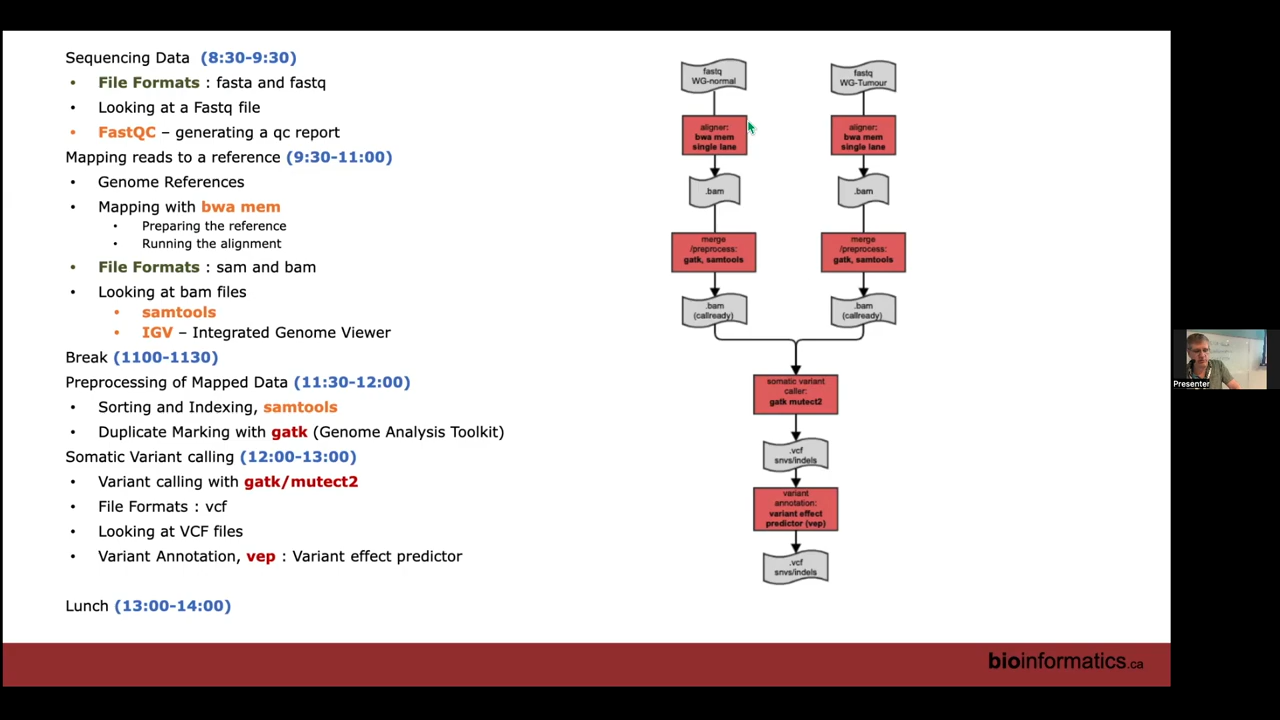 Sequencing Data (8:30-9:30)
• File Formats : fasta and fastq
• Looking at a Fastq file
• FastQC – generating a qc report
Mapping reads to a reference (9:30-11:00)
• Genome References
• Mapping with bwa mem
• Preparing the reference
• Running the alignment
• File Formats : sam and bam
• Looking at bam files
• samtools
• IGV – Integrated Genome Viewer
Break (1100-1130)
Preprocessing of Mapped Data (11:30-12:00)
• Sorting and Indexing, samtools
• Duplicate Marking with gatk (Genome Analysis Toolkit)
Somatic Variant calling (12:00-13:00)
• Variant calling with gatk/mutect2
• File Formats : vcf
• Looking at VCF files
• Variant Annotation, vep : Variant effect predictor
Lunch (13:00-14:00)
fastq
WG-normal
aligner:
bwa mem
single lane
.bam
merge
/preprocess:
gatk, samtools
.bam
(callready)
fastq
WG-Tumour
aligner:
bwa mem
single lane
.bam
merge
/preprocess:
gatk, samtools
.bam
(callready)
somatic variant
caller:
gatk mutect2
.vcf
snvs/indels
variant
annotation:
variant effect
predictor (vep)
.vcf
snvs/indels
Presenter
bioinformatics.ca